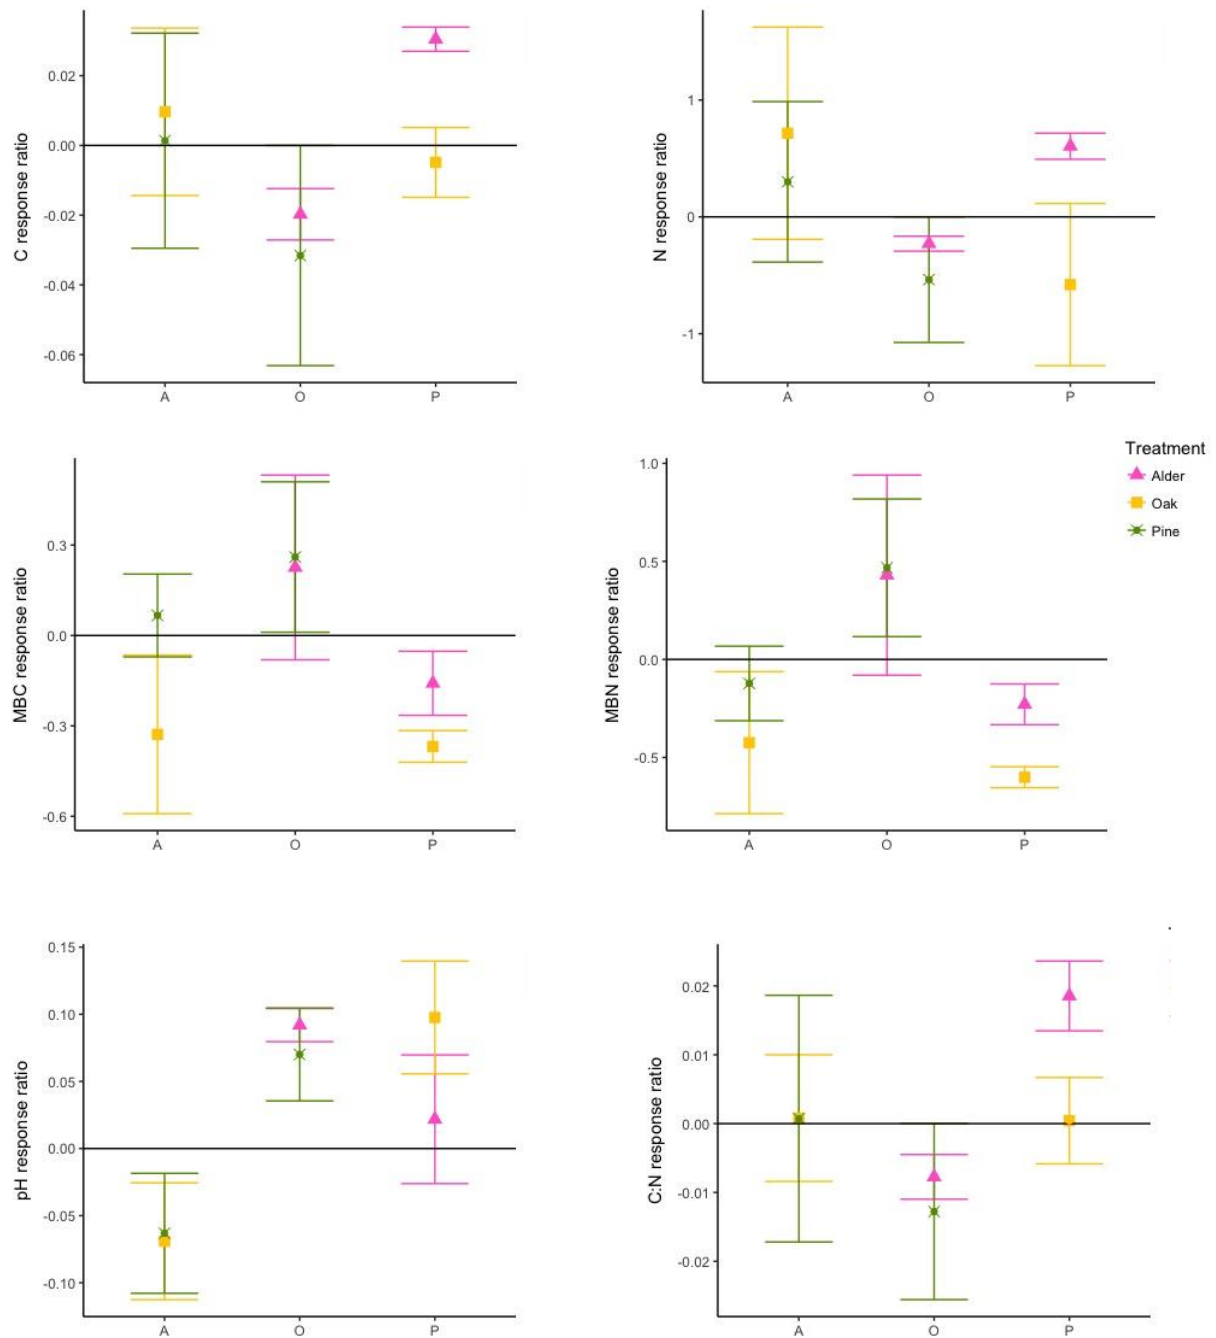 C response ratio
0.02
0.00
-0.02
-0.04
-0.06
A O P
N response ratio
1
0
-1
A O P
MBC response ratio
0.3
0.0
-0.3
-0.6
A O P
MBN response ratio
1.0
0.5
0.0
-0.5
A O P
Treatment
Alder
Oak
Pine
pH response ratio
0.15
0.10
0.05
0.00
-0.05
-0.10
A O P
C:N response ratio
0.02
0.01
0.00
-0.01
-0.02
A O P